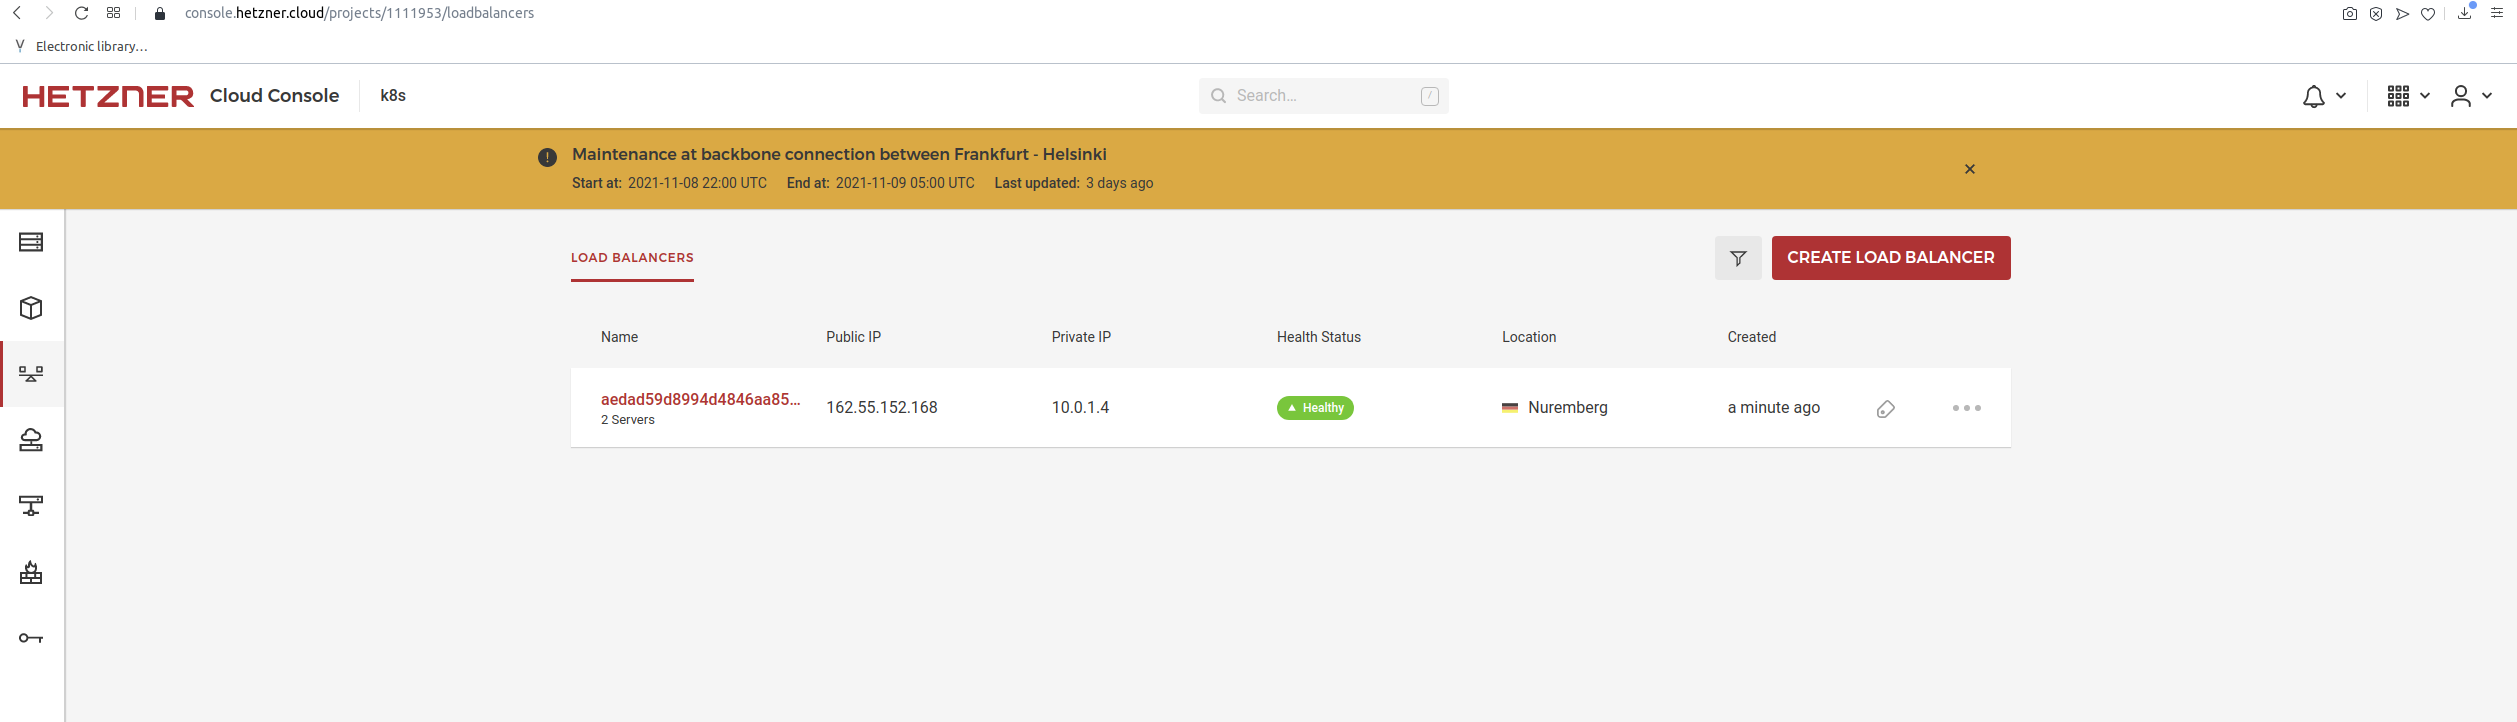 console.hetzner.cloud/projects/1111953/loadbalancers
Electronic library...
HETZNER Cloud Console k8s Search... /
Maintenance at backbone connection between Frankfurt - Helsinki
Start at: 2021-11-08 22:00 UTC End at: 2021-11-09 05:00 UTC Last updated: 3 days ago
LOAD BALANCERS CREATE LOAD BALANCER
Name Public IP Private IP Health Status Location Created
aedad59d8994d4846aa85... 162.55.152.168 10.0.1.4 Healthy Nuremberg a minute ago
2 Servers